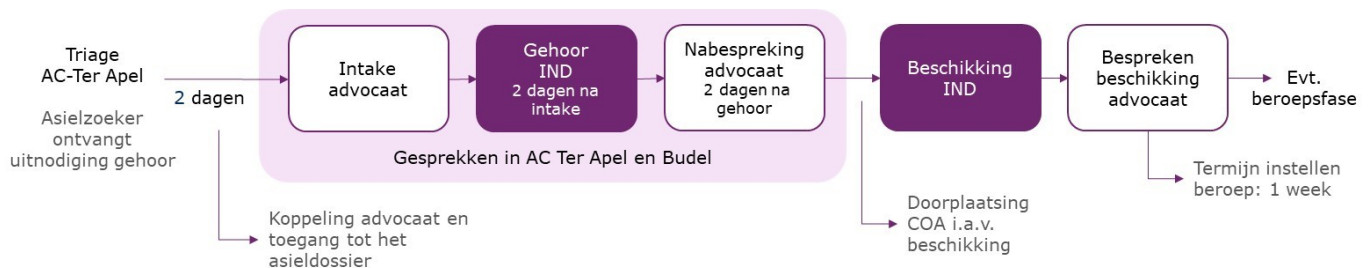 Triage
AC-Ter Apel
2 dagen
Asielzoeker
ontvangt
uitnodiging gehoor
Koppeling advocaat en
toegang tot het
asieldossier
Intake
advocaat
Gehoor
IND
2 dagen na
intake
Nabespreking
advocaat
2 dagen na
gehoor
Gesprekken in AC Ter Apel en Budel
Doorplaatsing
COA i.a.v.
beschikking
Beschikking
IND
Bespreken
beschikking
advocaat
Termijn instellen
beroep: 1 week
Evt.
beroepsfase